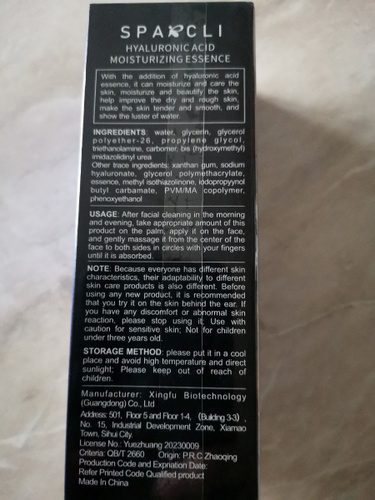 SPARCLI
HYALURONIC ACID
MOISTURIZING ESSENCE
With the addition of hyaluronic acid
essence, it can moisturize and care the
skin, moisturize and beautify the skin,
help improve the dry and rough skin,
make the skin tender and smooth, and
show the luster of water.
INGREDIENTS: water, glycerin, glycerol
polyether-26, propylene glycol,
triethanolamine, carbomer, bis (hydroxymethyl)
imidazolidinyl urea
Other trace ingredients: xanthan gum, sodium
hyaluronate, glycerol polymethacrylate,
essence, methyl isothiazolinone, iodopropynol
butyl carbamate, PVM/MA copolymer,
phenoxyethanol
USAGE: After facial cleaning in the morning
and evening, take appropriate amount of this
product on the palm, apply it on the face,
and gently massage it from the center of the
face to both sides in circles with your fingers
until it is absorbed.
NOTE: Because everyone has different skin
characteristics, their adaptability to different
skin care products is also different. Before
using any new product, it is recommended
that you try it on the skin behind the ear. If
you have any discomfort or abnormal skin
reaction, please stop using it; Use with
caution for sensitive skin; Not for children
under three years old.
STORAGE METHOD: please put it in a cool
place and avoid high temperature and direct
sunlight; Please keep out of reach of
children.
Manufacturer: Xingfu Biotechnology
(Guangdong) Co., Ltd
Address: 501, Floor 5 and Floor 1-4, (Building 3-3),
No. 15, Industrial Development Zone, Xiamao
Town, Sihui City.
License No.: Yuezhuang 20230009
Criteria: QB/T 2660 Origin: P.R.C Zhaoqing
Production Code and Expriation Date:
Refer Printed Code Qualified product
Made In China